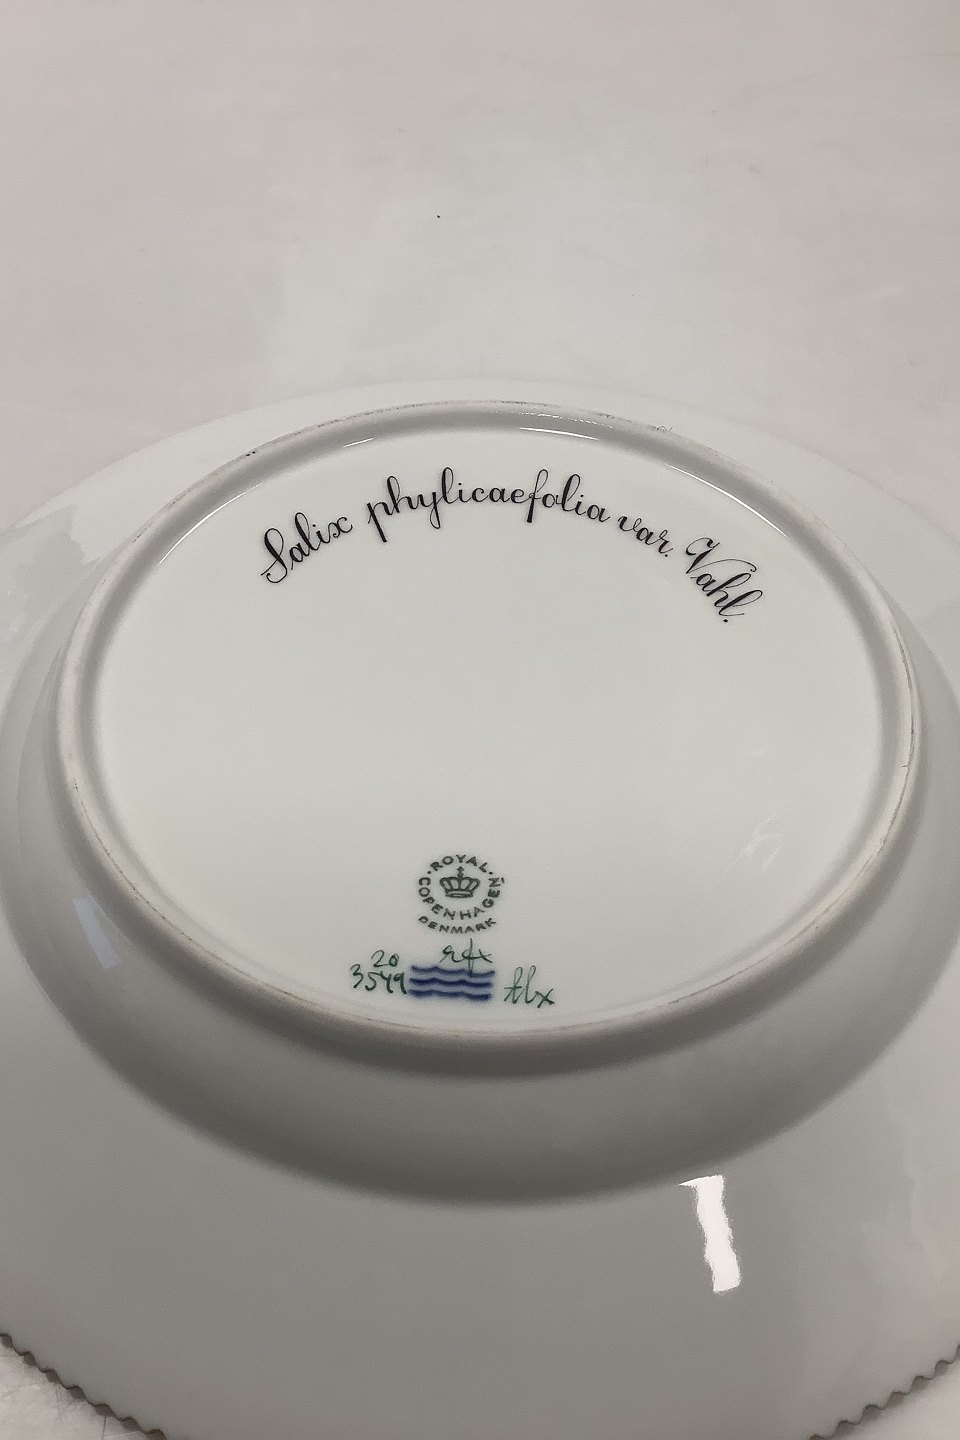 Salix phylicaefolia var. Vahl.
ROYAL
COPENHAGEN
DENMARK
20
3549